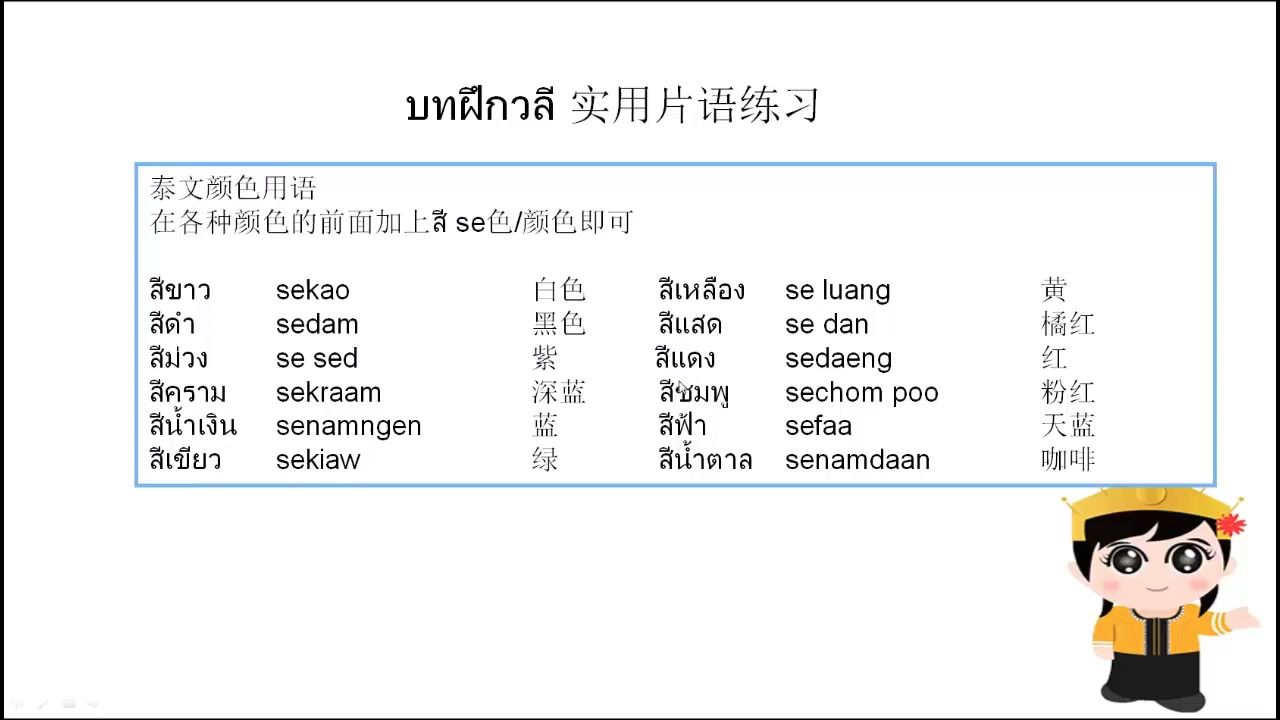 บทฝึกวลี 实用片语练习
泰文颜色用语
在各种颜色的前面加上สี se色/颜色即可
สีขาว sekao 白色 สีเหลือง se luang 黄
สีดำ sedam 黑色 สีแสด se dan 橘红
สีม่วง se sed 紫 สีแดง sedaeng 红
สีคราม sekraam 深蓝 สีชมพู sechom poo 粉红
สีน้ำเงิน senamngen 蓝 สีฟ้า sefaa 天蓝
สีเขียว sekiaw 绿 สีน้ำตาล senamdaan 咖啡